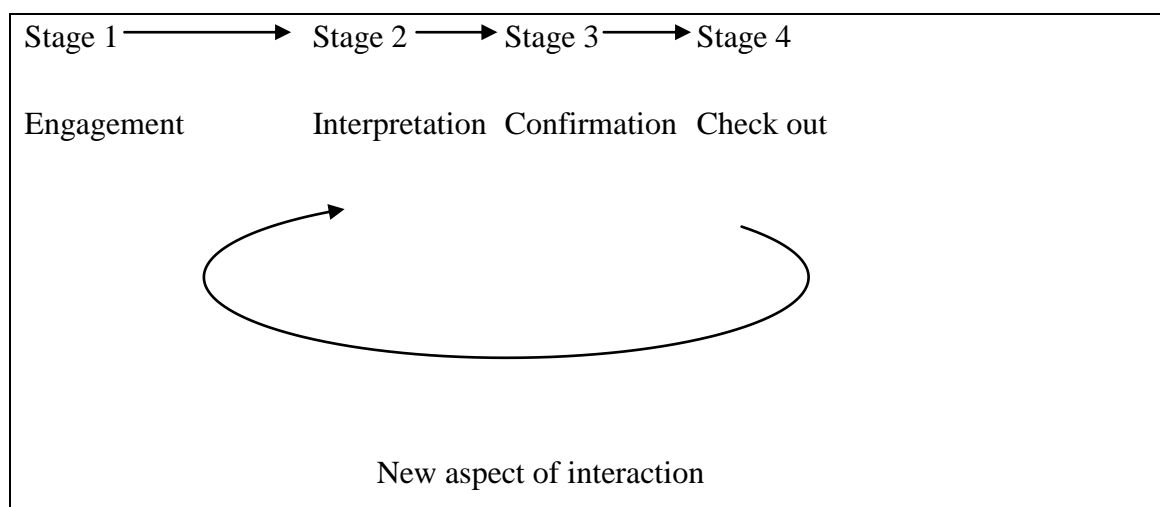 Stage 1 Stage 2 Stage 3 Stage 4
Engagement Interpretation Confirmation Check out
New aspect of interaction